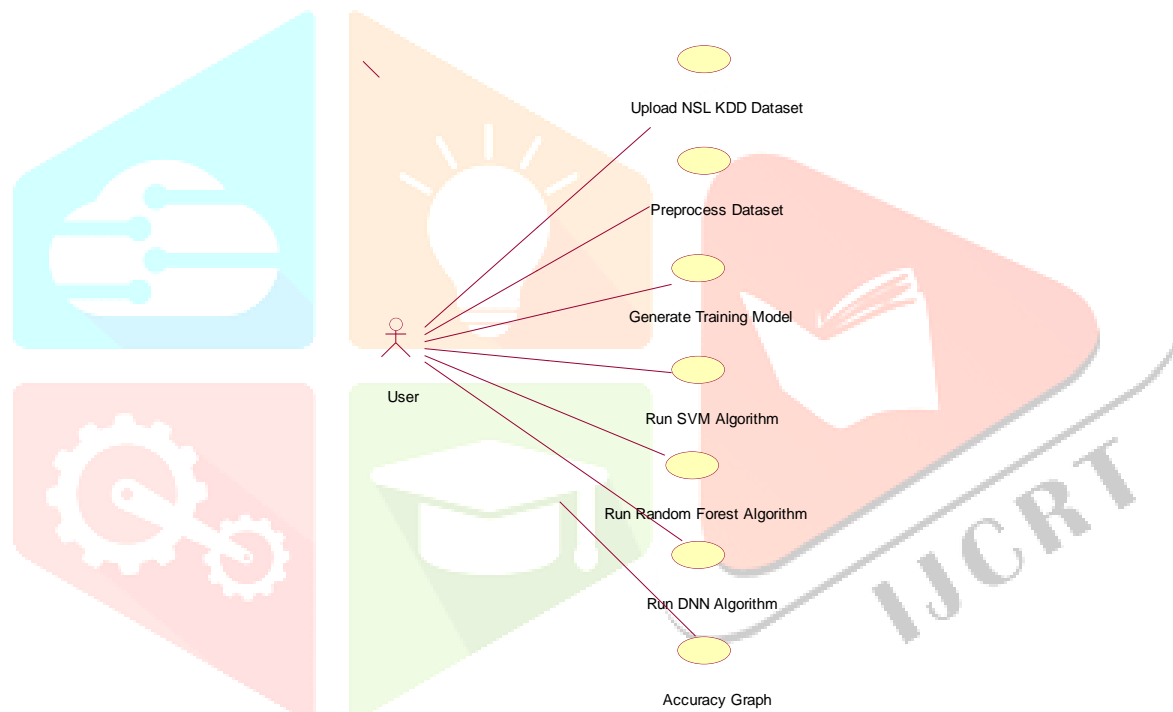 Upload NSL KDD Dataset
Preprocess Dataset
Generate Training Model
User
Run SVM Algorithm
Run Random Forest Algorithm
Run DNN Algorithm
Accuracy Graph
IJCRT